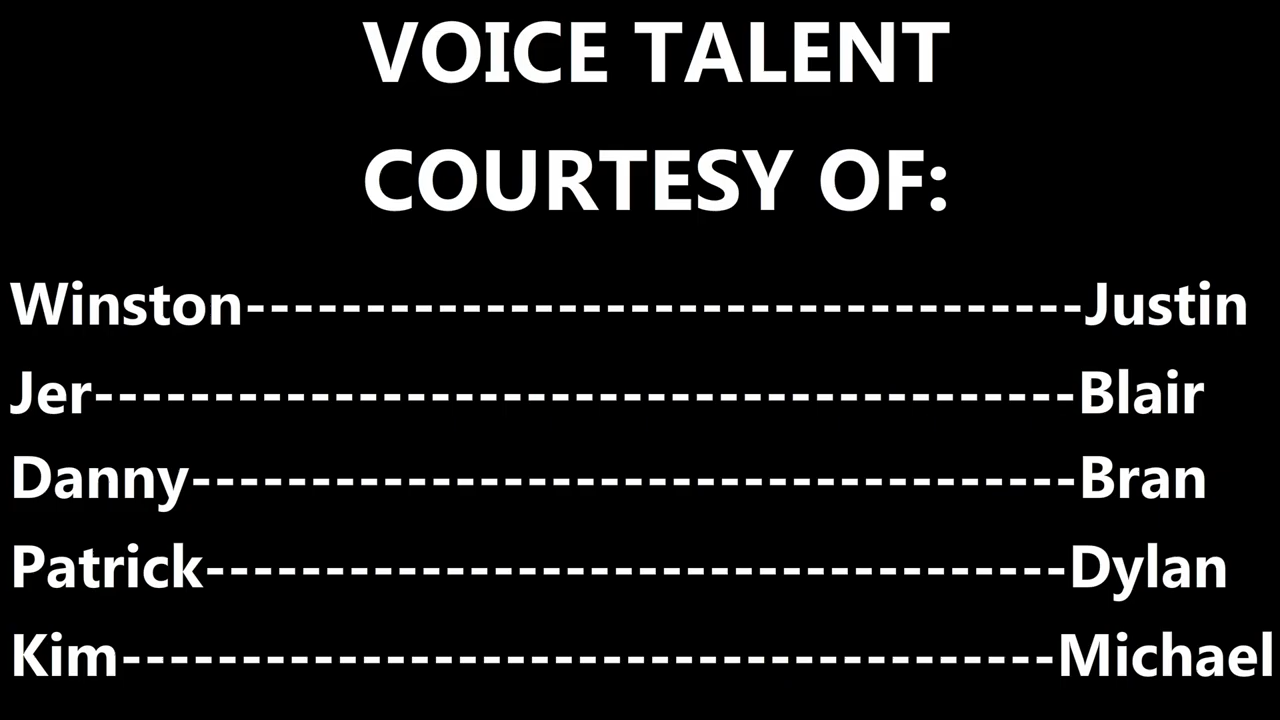 VOICE TALENT
COURTESY OF:
Winston-----------------------------------Justin
Jer-----------------------------------------Blair
Danny-------------------------------------Bran
Patrick------------------------------------Dylan
Kim---------------------------------------Michael